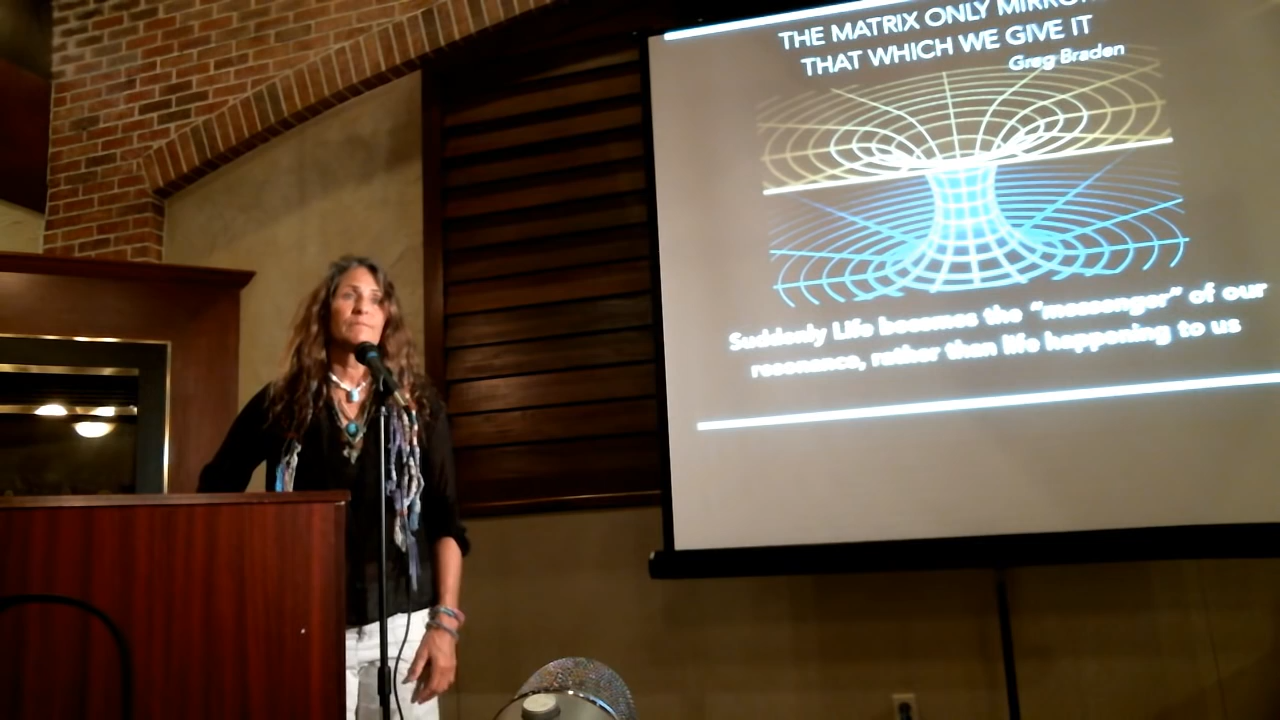 THE MATRIX ONLY
THAT WHICH WE GIVE IT
Greg Braden
Suddenly Life becomes the "messenger" of our
resonance, rather than life happening to us